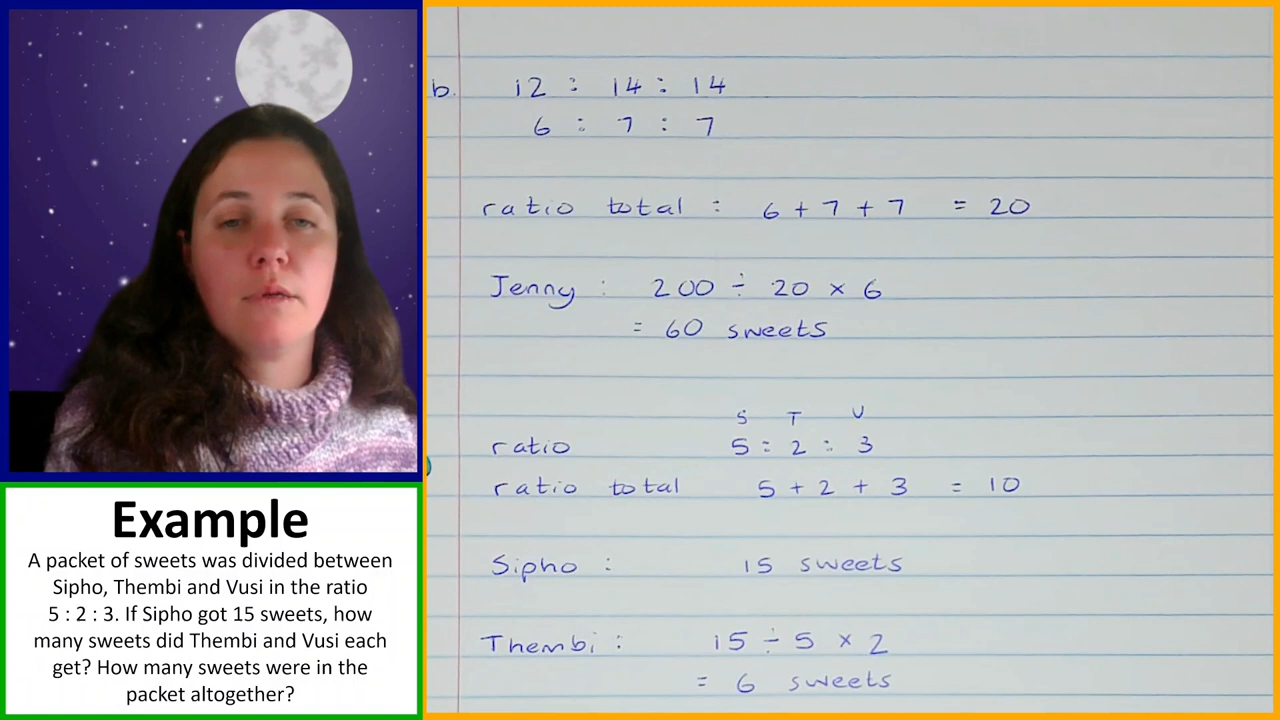 Example
A packet of sweets was divided between
Sipho, Thembi and Vusi in the ratio
5 : 2 : 3. If Sipho got 15 sweets, how
many sweets did Thembi and Vusi each
get? How many sweets were in the
packet altogether?
b. 12 : 14 : 14
6 : 7 : 7
ratio total : 6 + 7 + 7 = 20
Jenny : 200 ÷ 20 × 6
= 60 sweets
S T V
ratio 5 : 2 : 3
ratio total 5 + 2 + 3 = 10
Sipho : 15 sweets
Thembi : 15 ÷ 5 × 2
= 6 sweets